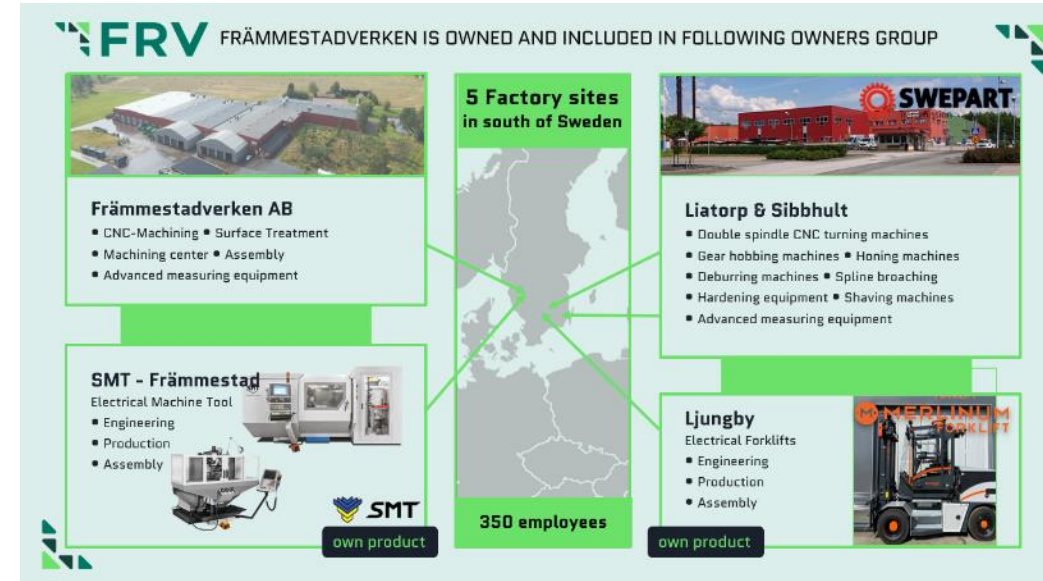 FRV
FRÄMMESTADVERKEN IS OWNED AND INCLUDED IN FOLLOWING OWNERS GROUP
Främmestadverken AB
• CNC-Machining • Surface Treatment
• Machining center • Assembly
• Advanced measuring equipment
SMT - Främmestad
Electrical Machine Tool
• Engineering
• Production
• Assembly
SMT
own product
5 Factory sites
in south of Sweden
350 employees
SWEPART
Liatorp & Sibbhult
• Double spindle CNC turning machines
• Gear hobbing machines • Honing machines
• Deburring machines • Spline broaching
• Hardening equipment • Shaving machines
• Advanced measuring equipment
Ljungby
Electrical Forklifts
• Engineering
• Production
• Assembly
MERLINUM
FORKLIFT
own product